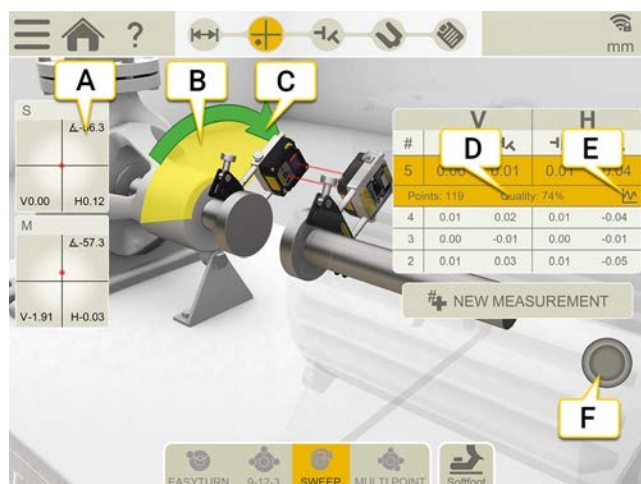 ?
mm
A
B
C
S
V0.00 H0.12
M
∡-57.3
V-1.91 H-0.03
V H
#
D
E
5 0.00 0.01 0.01 -0.04
Points: 119 Quality: 74%
4 0.01 0.02 0.01 -0.04
3 0.00 -0.01 0.00 -0.01
2 0.01 0.03 0.01 -0.05
# NEW MEASUREMENT
F
EASYTURN 9-12-3 SWEEP MULTI POINT Softfoot